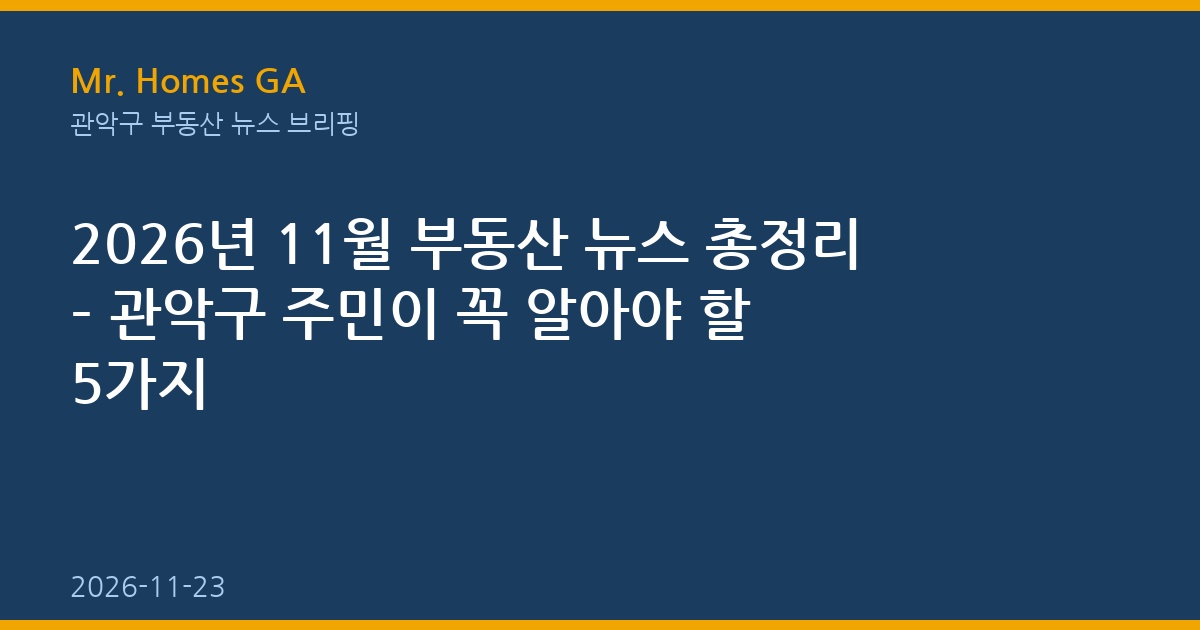 Mr. Homes GA
관악구 부동산 뉴스 브리핑
2026년 11월 부동산 뉴스 총정리
- 관악구 주민이 꼭 알아야 할
5가지
2026-11-23